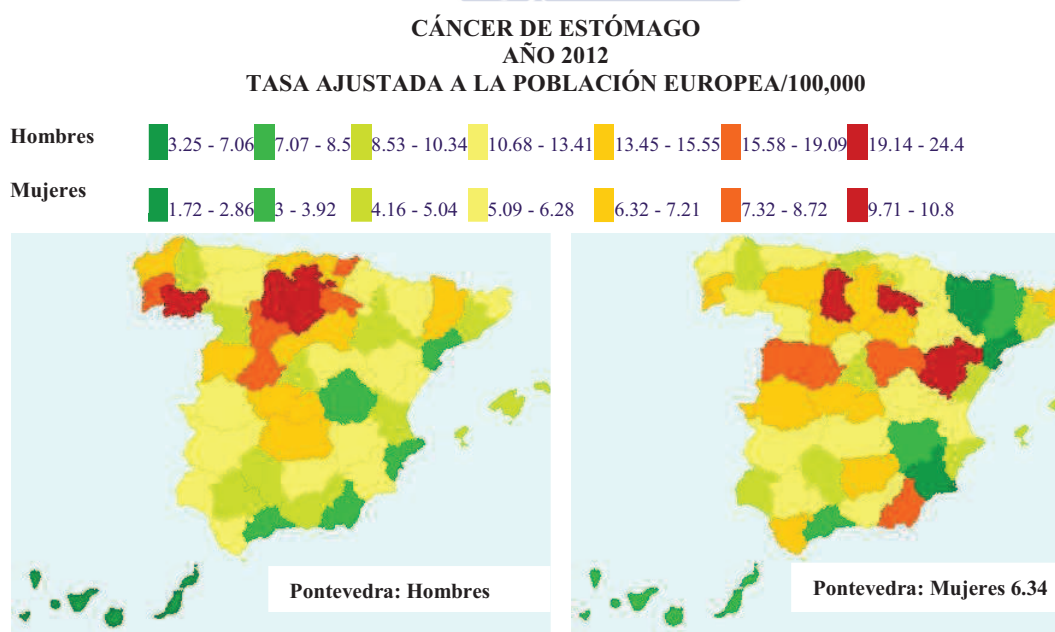 CÁNCER DE ESTÓMAGO
AÑO 2012
TASA AJUSTADA A LA POBLACIÓN EUROPEA/100,000
Hombres 3.25 - 7.06 7.07 - 8.5 8.53 - 10.34 10.68 - 13.41 13.45 - 15.55 15.58 - 19.09 19.14 - 24.4
Mujeres 1.72 - 2.86 3 - 3.92 4.16 - 5.04 5.09 - 6.28 6.32 - 7.21 7.32 - 8.72 9.71 - 10.8
Pontevedra: Hombres
Pontevedra: Mujeres 6.34